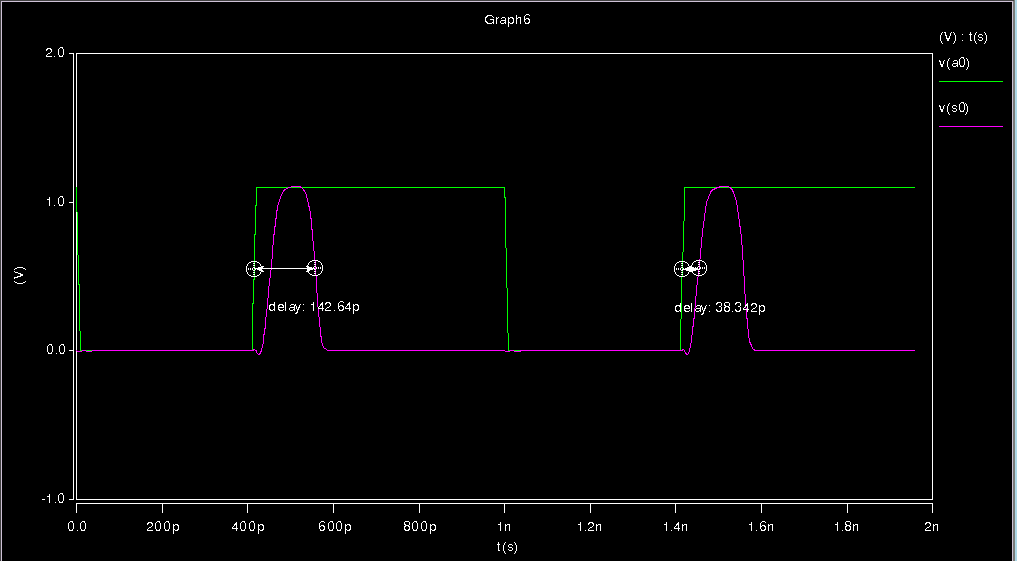 Graph6
(V) : t(s)
v(a0)
v(s0)
2.0
1.0
(V)
0.0
-1.0
delay: 142.64p
delay: 38.342p
0.0 200p 400p 600p 800p 1n 1.2n 1.4n 1.6n 1.8n 2n
t(s)